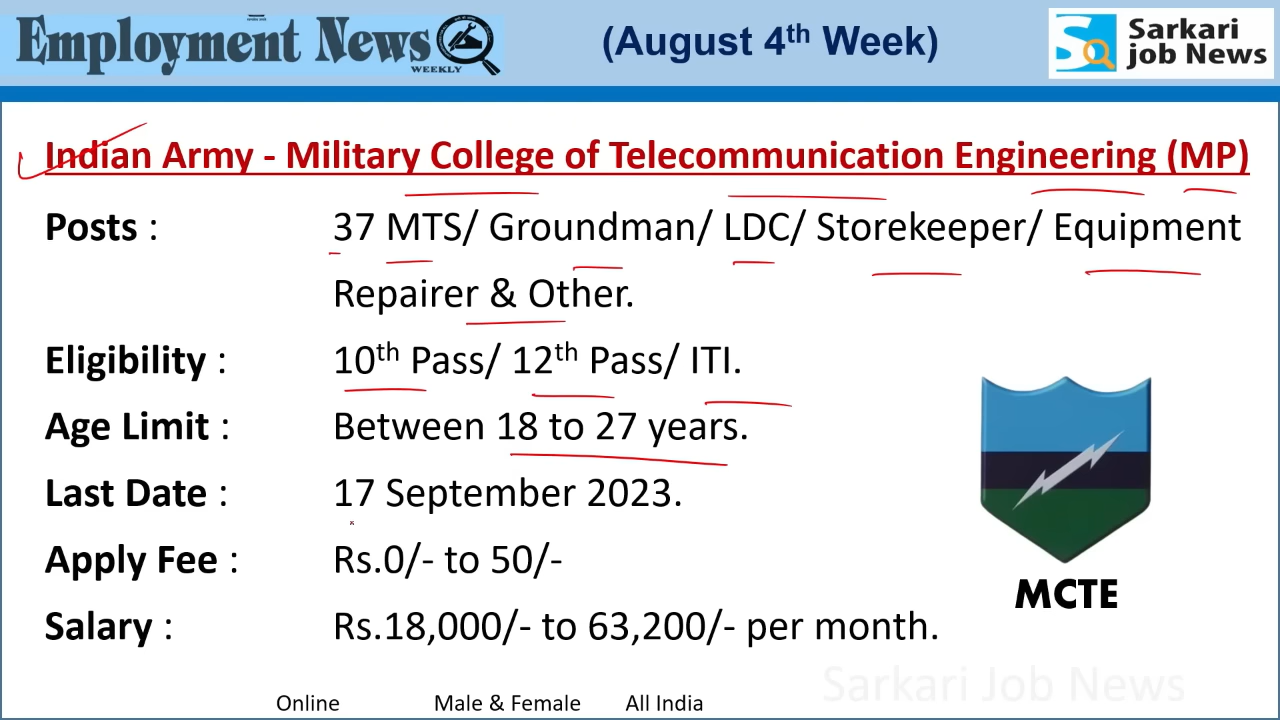 Employment News
WEEKLY
(August 4th Week)
Sarkari
Job News
Indian Army - Military College of Telecommunication Engineering (MP)
Posts : 37 MTS/ Groundman/ LDC/ Storekeeper/ Equipment
Repairer & Other.
Eligibility : 10th Pass/ 12th Pass/ ITI.
Age Limit : Between 18 to 27 years.
Last Date : 17 September 2023.
Apply Fee : Rs.0/- to 50/-
Salary : Rs.18,000/- to 63,200/- per month.
MCTE
Sarkari Job News
Online Male & Female All India